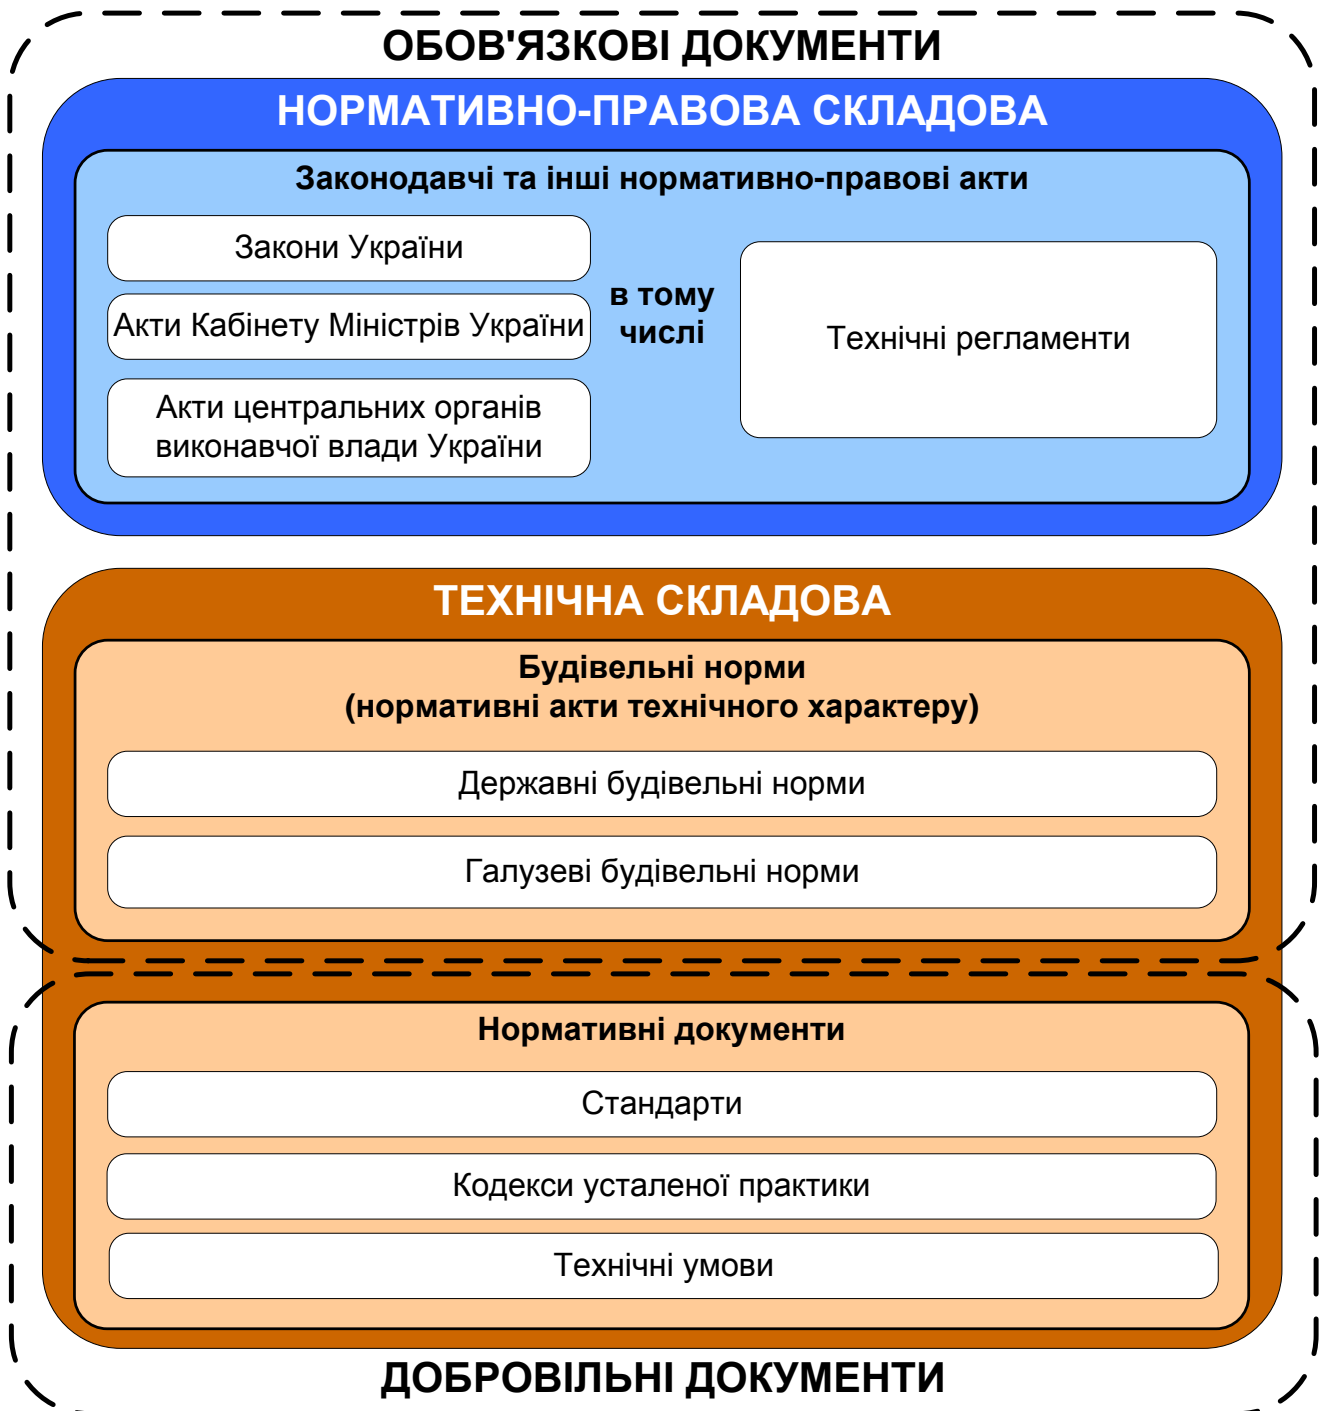 ОБОВ'ЯЗКОВІ ДОКУМЕНТИ
НОРМАТИВНО-ПРАВОВА СКЛАДОВА
Законодавчі та інші нормативно-правові акти
Закони України
Акти Кабінету Міністрів України
Акти центральних органів
виконавчої влади України
в тому
числі
Технічні регламенти
ТЕХНІЧНА СКЛАДОВА
Будівельні норми
(нормативні акти технічного характеру)
Державні будівельні норми
Галузеві будівельні норми
Нормативні документи
Стандарти
Кодекси усталеної практики
Технічні умови
ДОБРОВІЛЬНІ ДОКУМЕНТИ